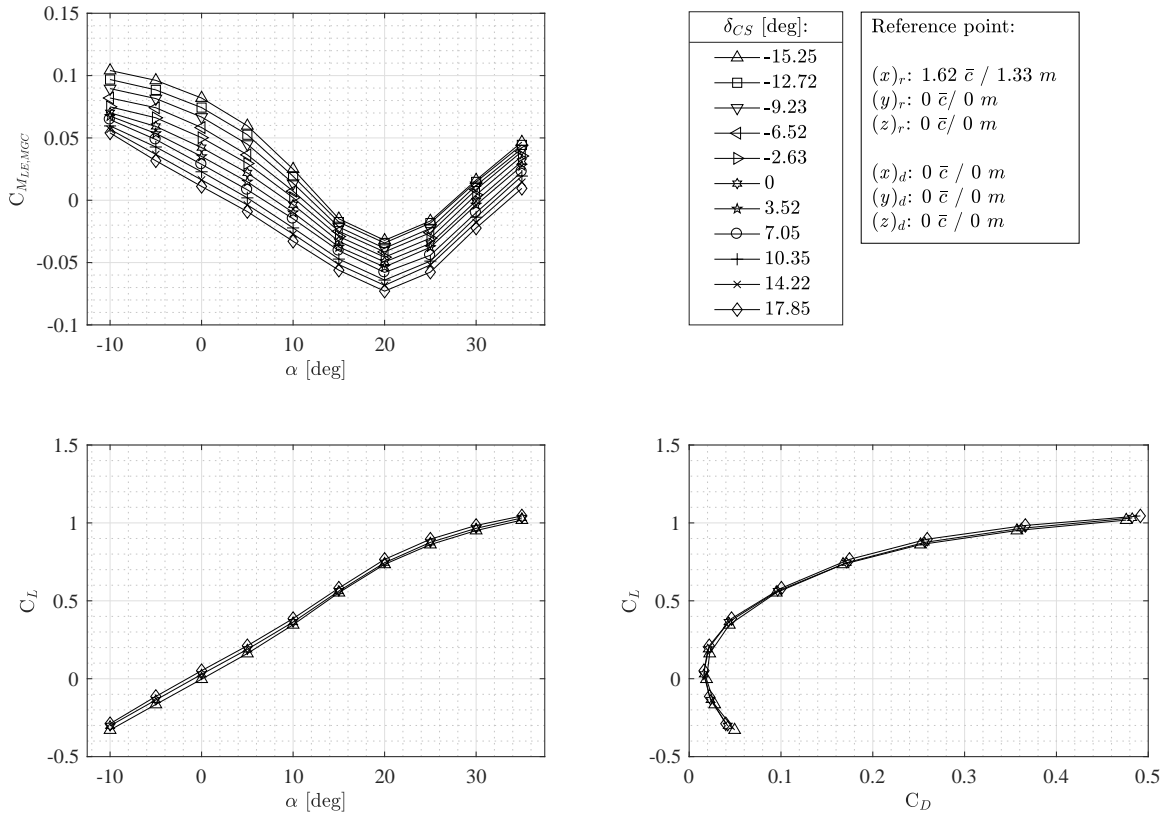 0.15
0.1
0.05
0
-0.05
-0.1
C_{M_{LE,MGC}}
-10 0 10 20 30
α [deg]
δ_{CS} [deg]:
-15.25
-12.72
-9.23
-6.52
-2.63
0
3.52
7.05
10.35
14.22
17.85
Reference point:
(x)_r: 1.62 c̄ / 1.33 m
(y)_r: 0 c̄/ 0 m
(z)_r: 0 c̄/ 0 m
(x)_d: 0 c̄ / 0 m
(y)_d: 0 c̄ / 0 m
(z)_d: 0 c̄ / 0 m
1.5
1
0.5
0
-0.5
C_L
-10 0 10 20 30
α [deg]
1.5
1
0.5
0
-0.5
C_L
0 0.1 0.2 0.3 0.4 0.5
C_D